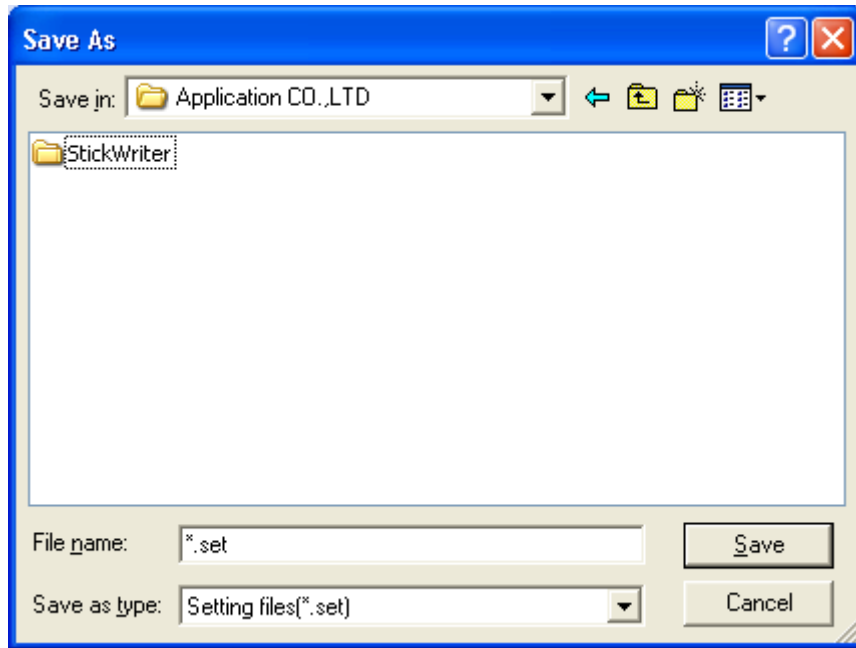 Save As
Save in: Application CO.,LTD
StickWriter
File name: *.set Save
Save as type: Setting files(*.set) Cancel